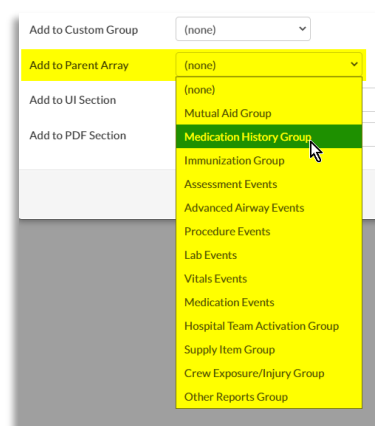 Add to Custom Group (none)
Add to Parent Array (none)
(none)
Add to UI Section
Mutual Aid Group
Add to PDF Section
Medication History Group
Immunization Group
Assessment Events
Advanced Airway Events
Procedure Events
Lab Events
Vitals Events
Medication Events
Hospital Team Activation Group
Supply Item Group
Crew Exposure/Injury Group
Other Reports Group